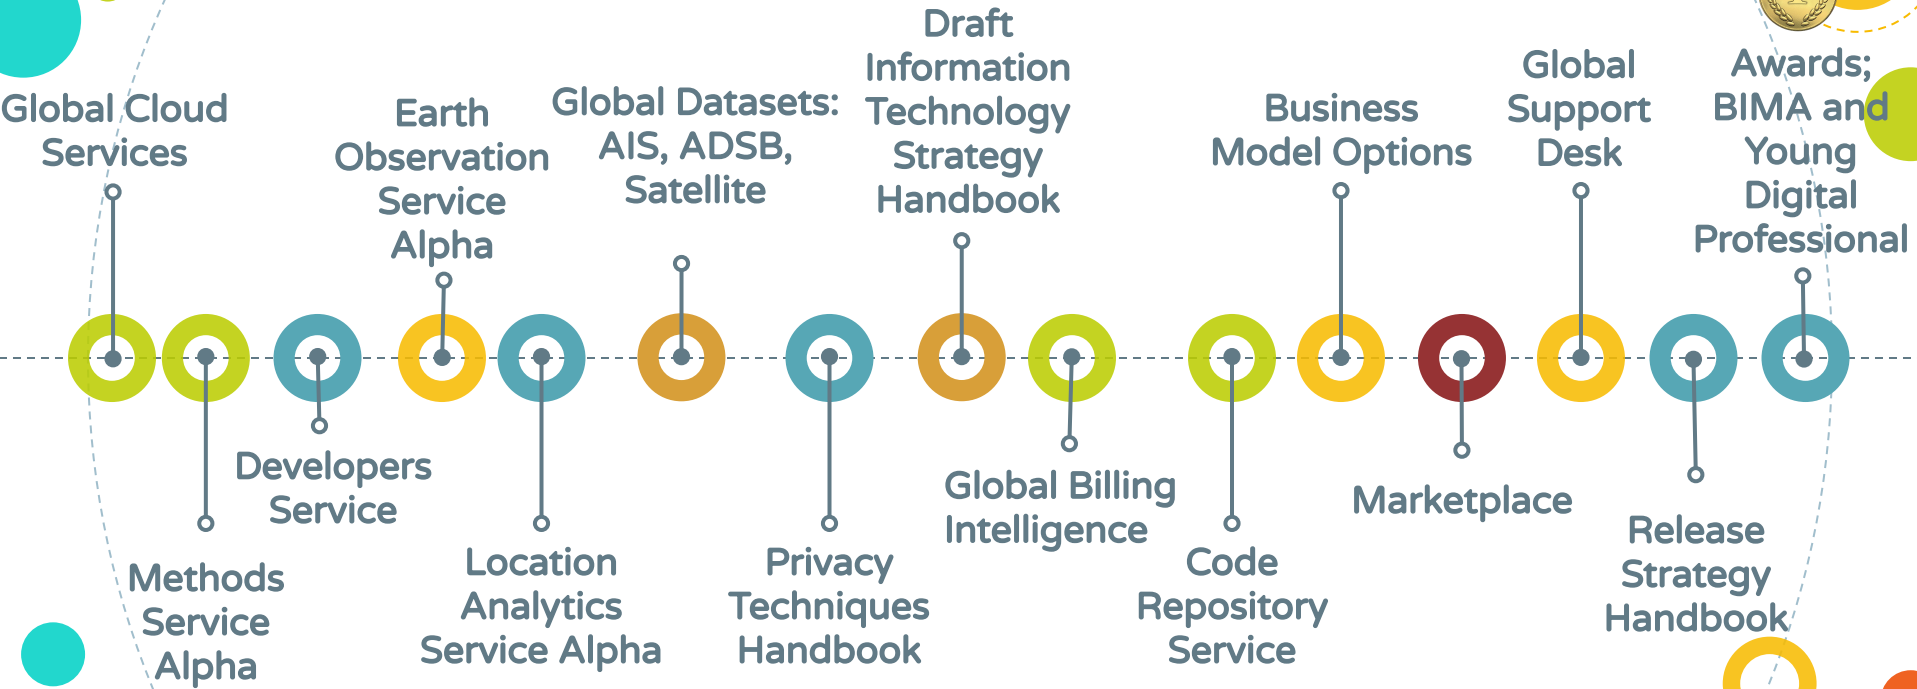 Global Cloud
Services
Methods
Service
Alpha
Developers
Service
Earth
Observation
Service
Alpha
Location
Analytics
Service Alpha
Global Datasets:
AIS, ADSB,
Satellite
Privacy
Techniques
Handbook
Draft
Information
Technology
Strategy
Handbook
Global Billing
Intelligence
Code
Repository
Service
Business
Model Options
Marketplace
Global
Support
Desk
Release
Strategy
Handbook
Awards;
BIMA and
Young
Digital
Professional